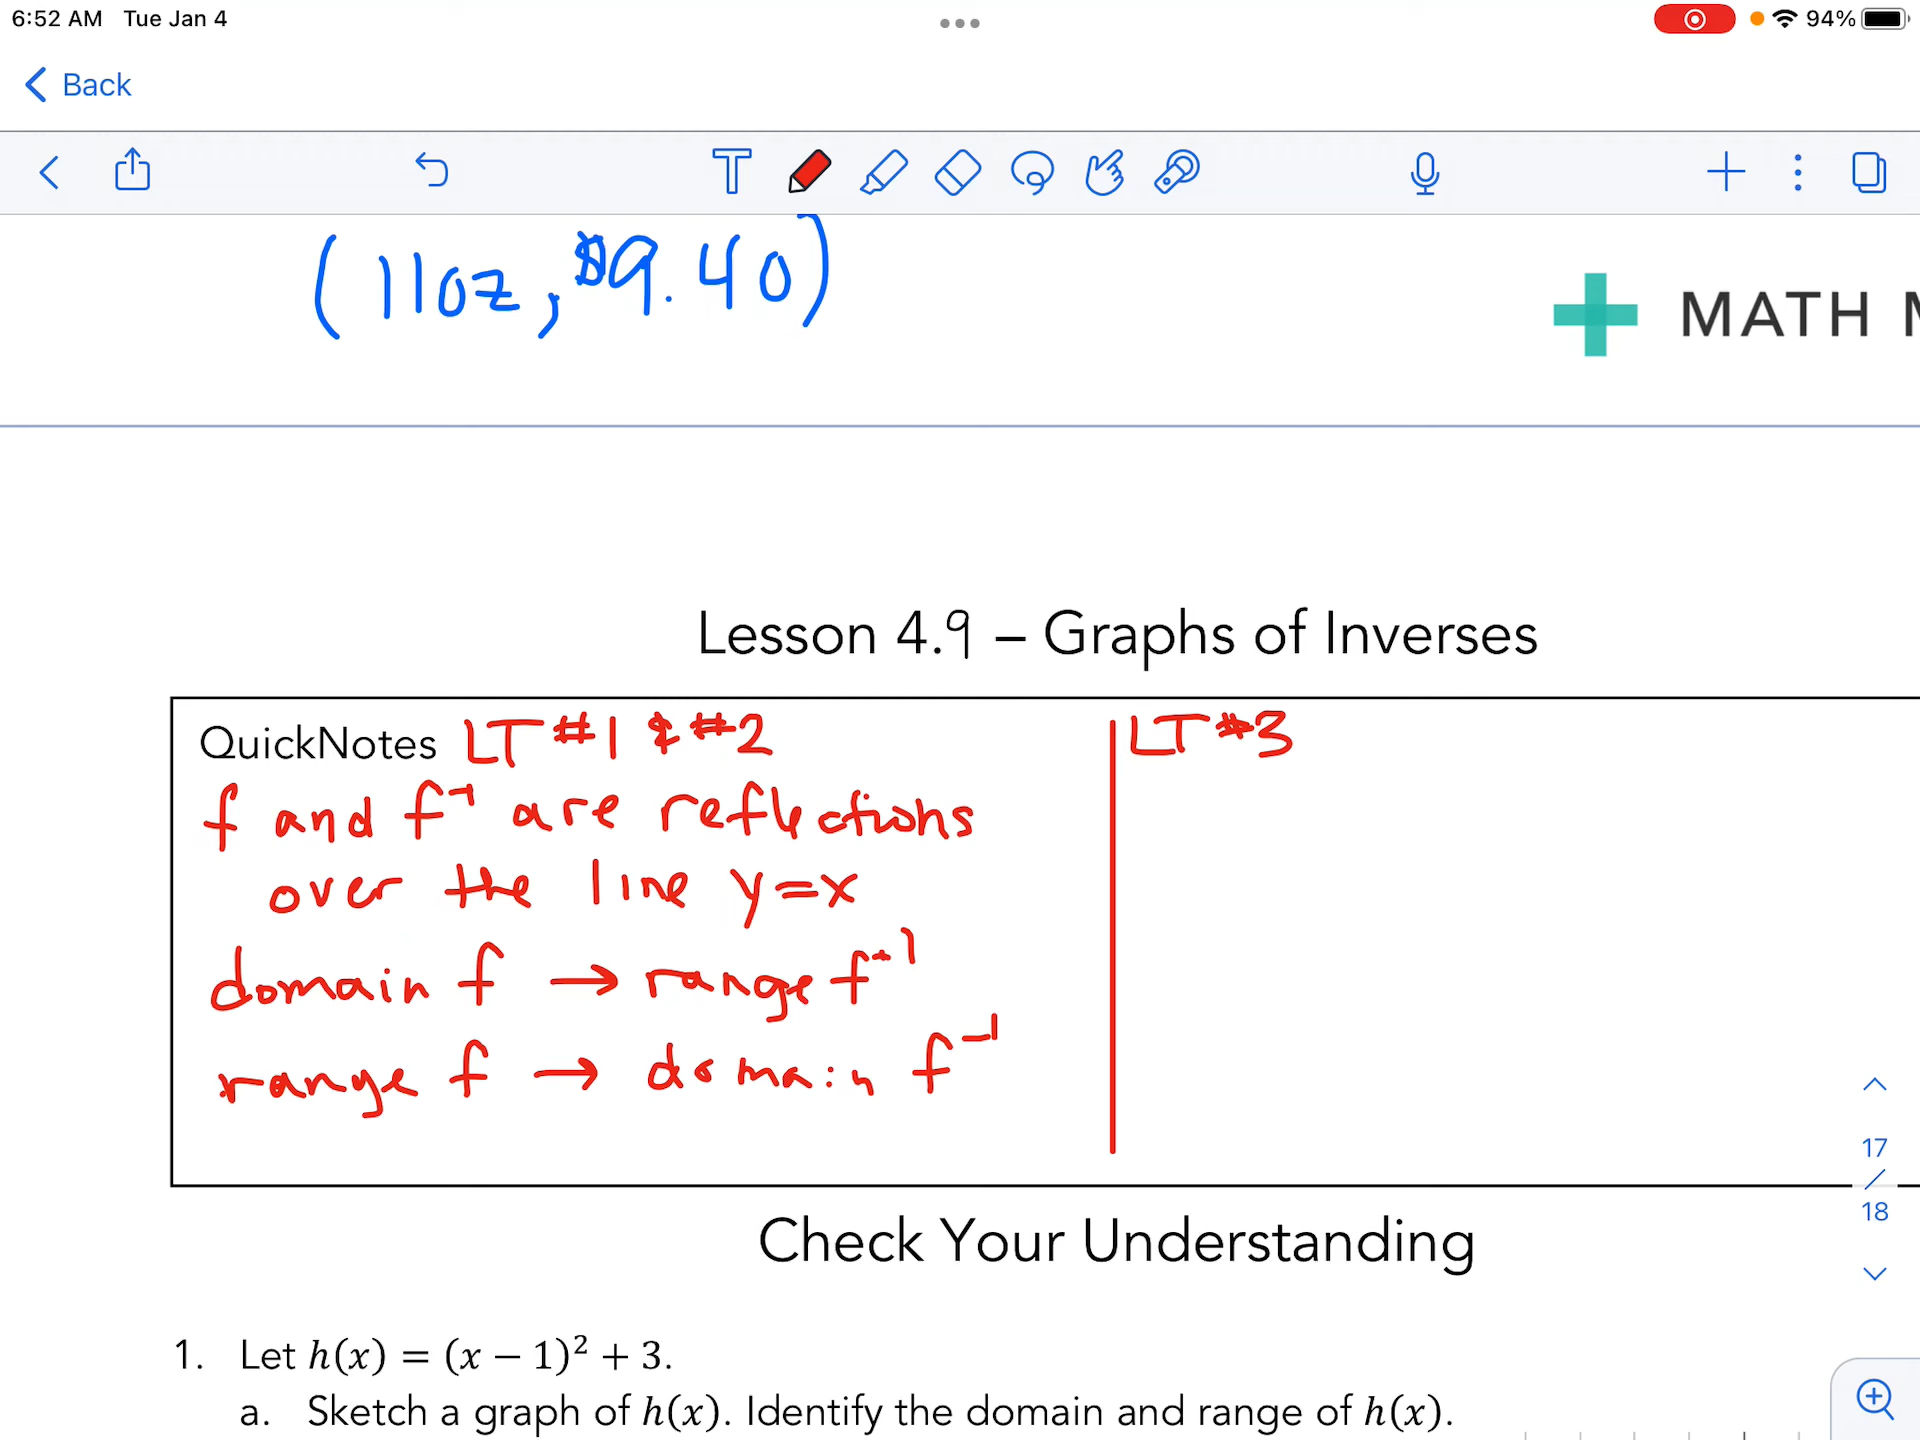 6:52 AM Tue Jan 4
94%
Back
(11oz, $9.40)
MATH
Lesson 4.9 – Graphs of Inverses
QuickNotes LT #1 & #2
LT #3
f and f⁻¹ are reflections
over the line y=x
domain f → range f⁻¹
range f → domain f⁻¹
17
/
18
Check Your Understanding
1. Let h(x) = (x − 1)² + 3.
a. Sketch a graph of h(x). Identify the domain and range of h(x).